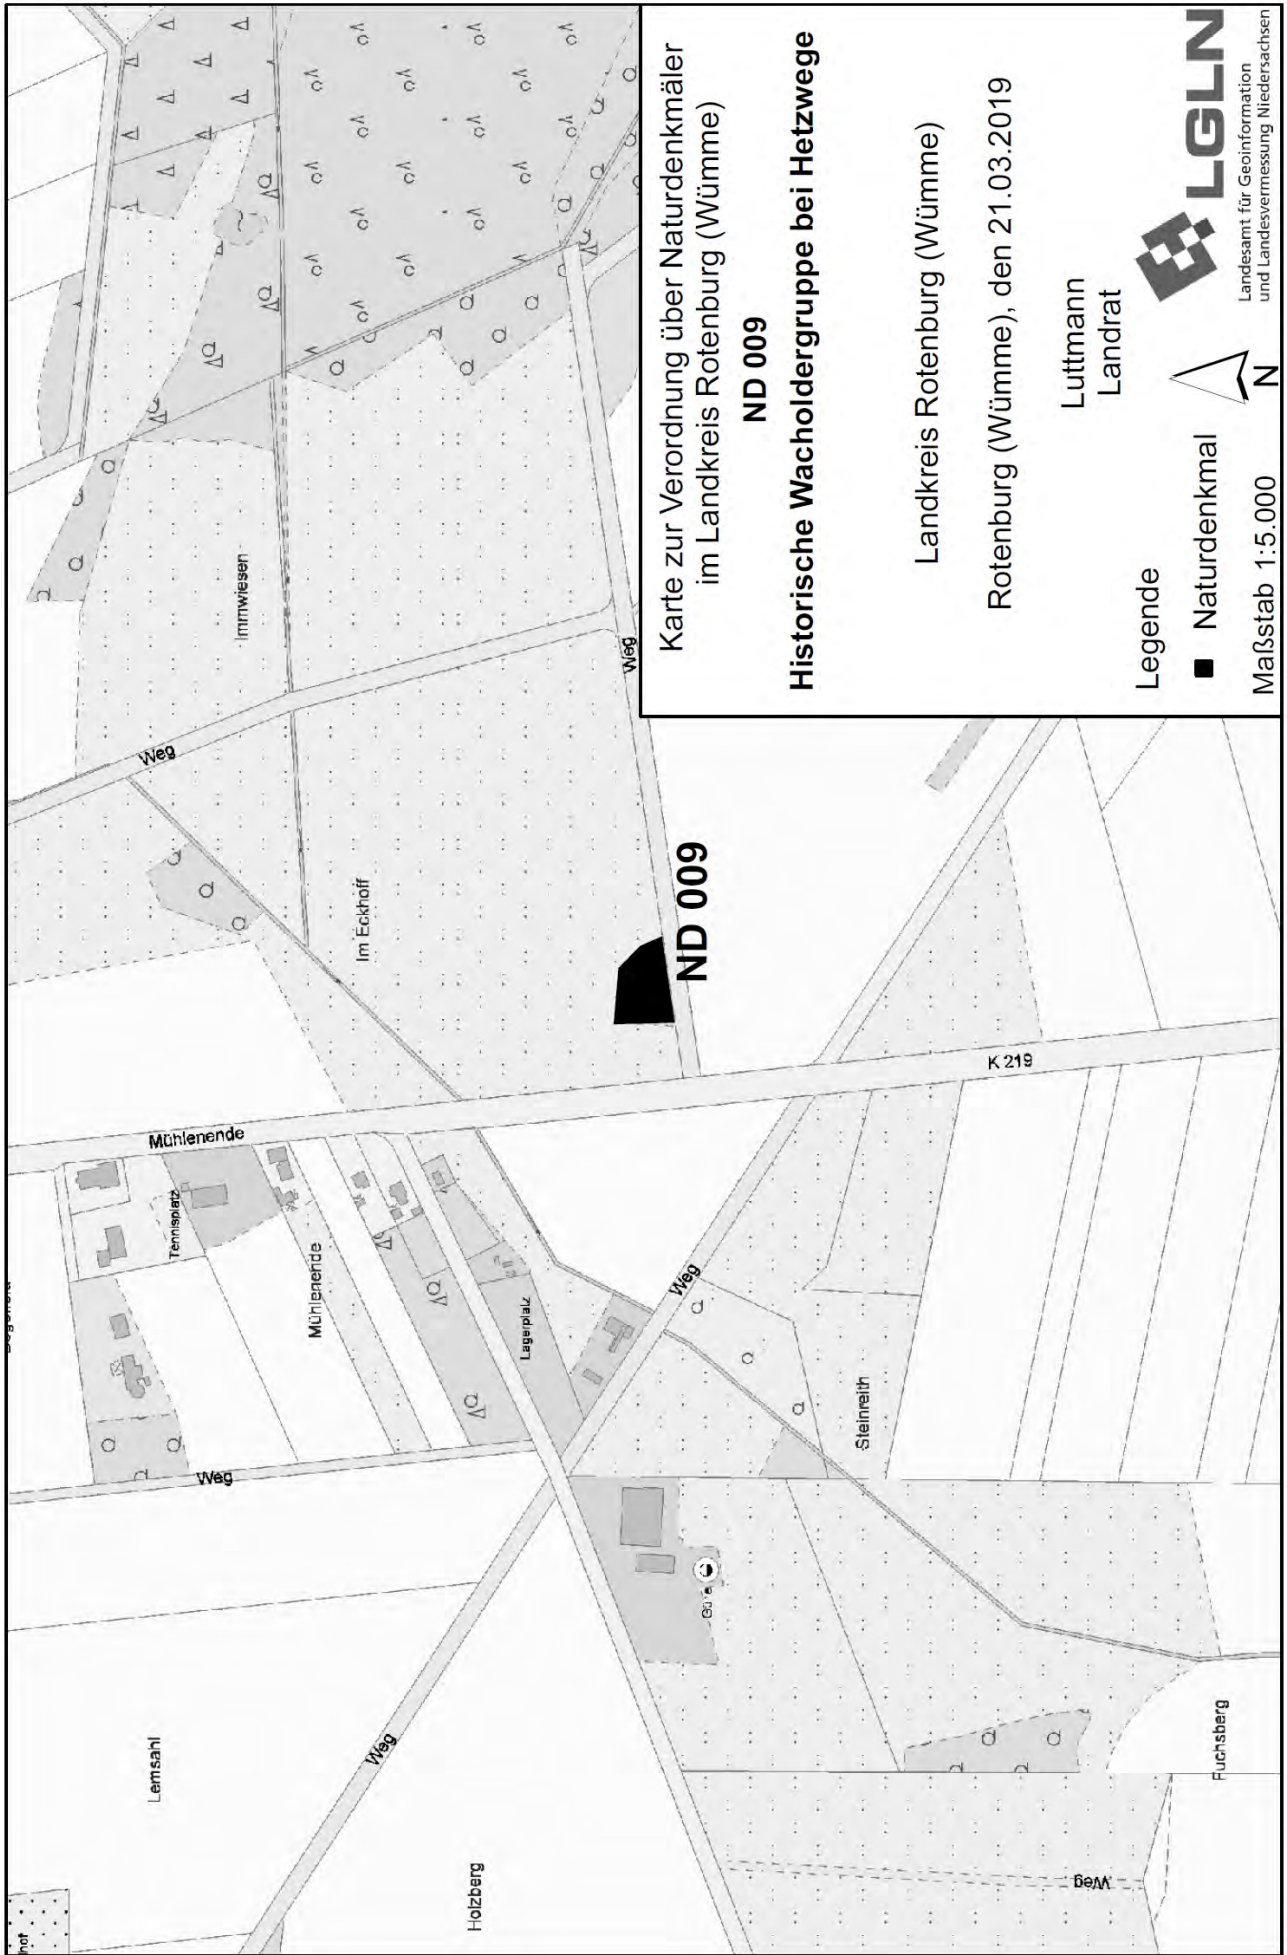 Karte zur Verordnung über Naturdenkmäler
im Landkreis Rotenburg (Wümme)
ND 009
Historische Wacholdergruppe bei Hetzwege
Landkreis Rotenburg (Wümme)
Rotenburg (Wümme), den 21.03.2019
Luttmann
Landrat
Legende
Naturdenkmal
Maßstab 1:5.000
N
LGLN
Landesamt für Geoinformation
und Landesvermessung Niedersachsen
Lemsahl
Weg
Mühlenende
Tennisplatz
Mühlenende
Weg
Immwiesen
Im Eckhoff
Weg
Holzberg
Weg
Lagerplatz
Weg
ND 009
Weg
Steinreith
K 219
Weg
Fuchsberg